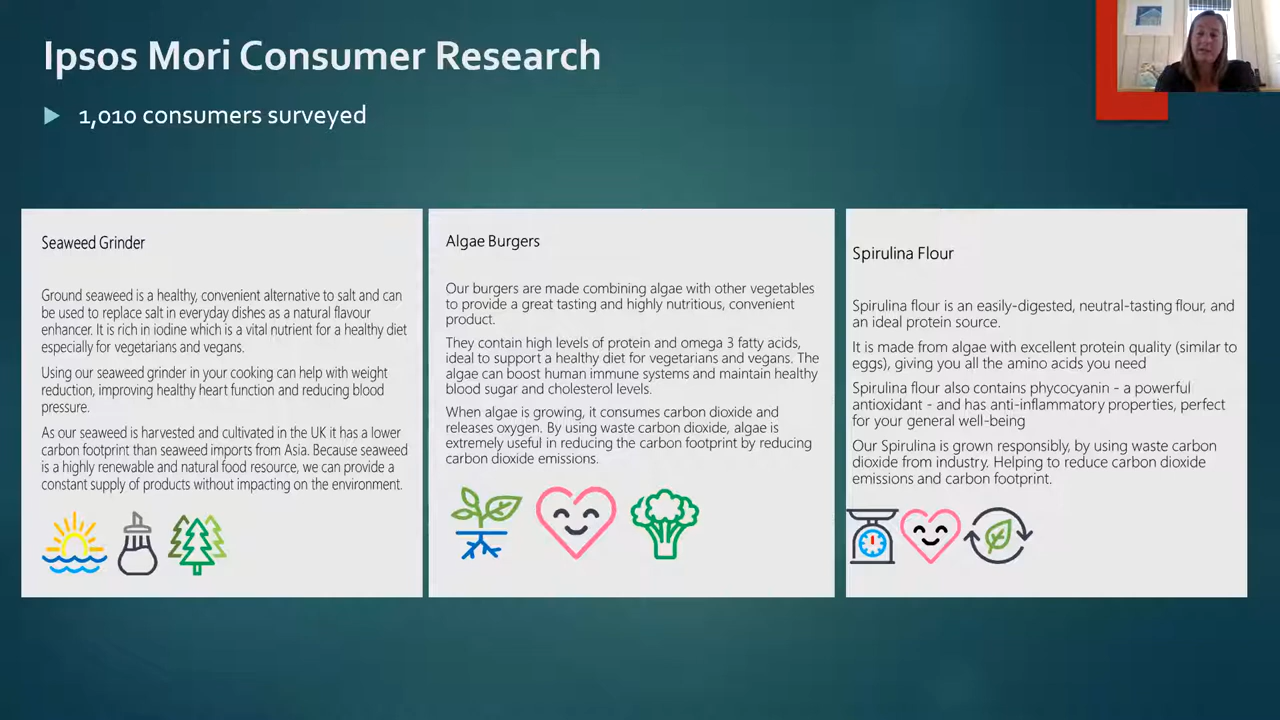 Ipsos Mori Consumer Research
1,010 consumers surveyed
Seaweed Grinder
Ground seaweed is a healthy, convenient alternative to salt and can
be used to replace salt in everyday dishes as a natural flavour
enhancer. It is rich in iodine which is a vital nutrient for a healthy diet
especially for vegetarians and vegans.
Using our seaweed grinder in your cooking can help with weight
reduction, improving healthy heart function and reducing blood
pressure.
As our seaweed is harvested and cultivated in the UK it has a lower
carbon footprint than seaweed imports from Asia. Because seaweed
is a highly renewable and natural food resource, we can provide a
constant supply of products without impacting on the environment.
Algae Burgers
Our burgers are made combining algae with other vegetables
to provide a great tasting and highly nutritious, convenient
product.
They contain high levels of protein and omega 3 fatty acids,
ideal to support a healthy diet for vegetarians and vegans. The
algae can boost human immune systems and maintain healthy
blood sugar and cholesterol levels.
When algae is growing, it consumes carbon dioxide and
releases oxygen. By using waste carbon dioxide, algae is
extremely useful in reducing the carbon footprint by reducing
carbon dioxide emissions.
Spirulina Flour
Spirulina flour is an easily-digested, neutral-tasting flour, and
an ideal protein source.
It is made from algae with excellent protein quality (similar to
eggs), giving you all the amino acids you need
Spirulina flour also contains phycocyanin - a powerful
antioxidant - and has anti-inflammatory properties, perfect
for your general well-being
Our Spirulina is grown responsibly, by using waste carbon
dioxide from industry. Helping to reduce carbon dioxide
emissions and carbon footprint.